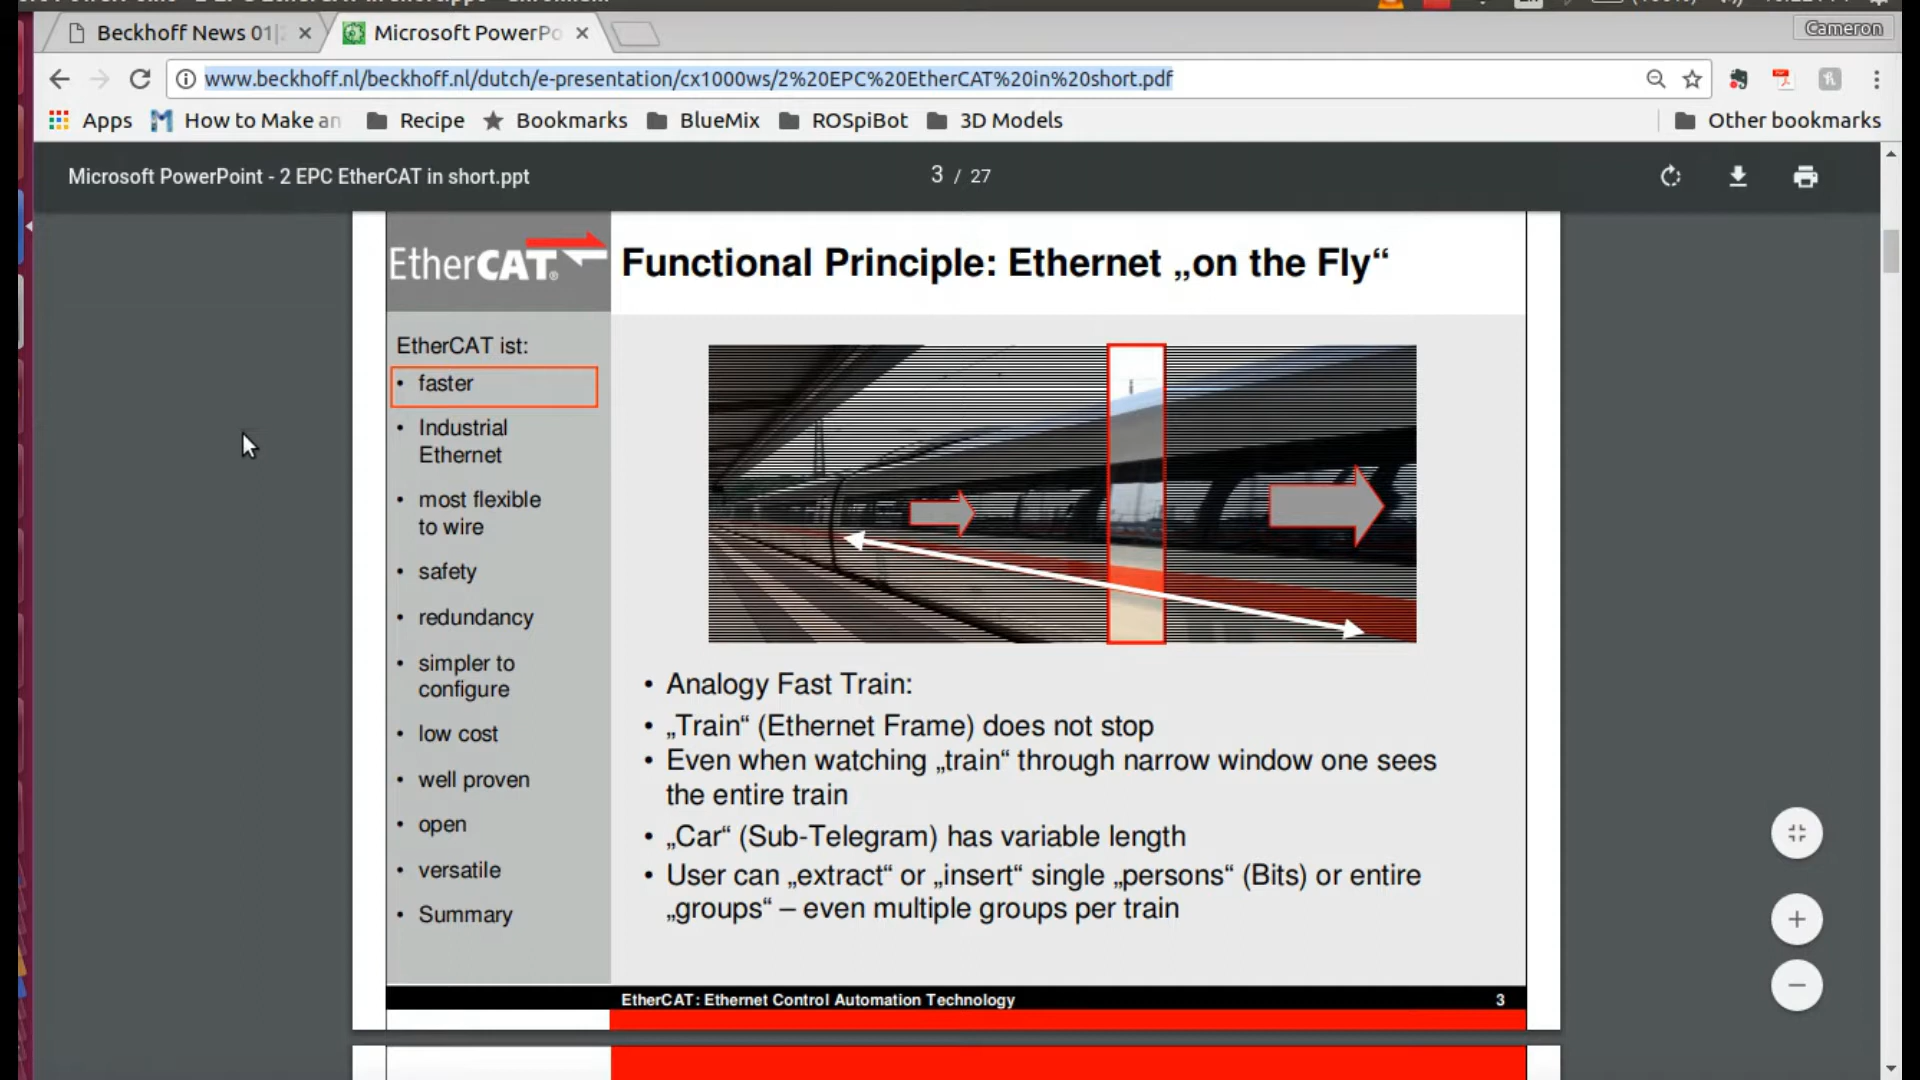 Beckhoff News 01|
Microsoft PowerPo
Cameron
www.beckhoff.nl/beckhoff.nl/dutch/e-presentation/cx1000ws/2%20EPC%20EtherCAT%20in%20short.pdf
Apps
How to Make an
Recipe
Bookmarks
BlueMix
ROSpiBot
3D Models
Other bookmarks
Microsoft PowerPoint - 2 EPC EtherCAT in short.ppt
3 / 27
EtherCAT®
Functional Principle: Ethernet „on the Fly“
EtherCAT ist:
• faster
• Industrial
Ethernet
• most flexible
to wire
• safety
• redundancy
• simpler to
configure
• low cost
• well proven
• open
• versatile
• Summary
• Analogy Fast Train:
• „Train“ (Ethernet Frame) does not stop
• Even when watching „train“ through narrow window one sees
the entire train
• „Car“ (Sub-Telegram) has variable length
• User can „extract“ or „insert“ single „persons“ (Bits) or entire
„groups“ – even multiple groups per train
EtherCAT: Ethernet Control Automation Technology
3